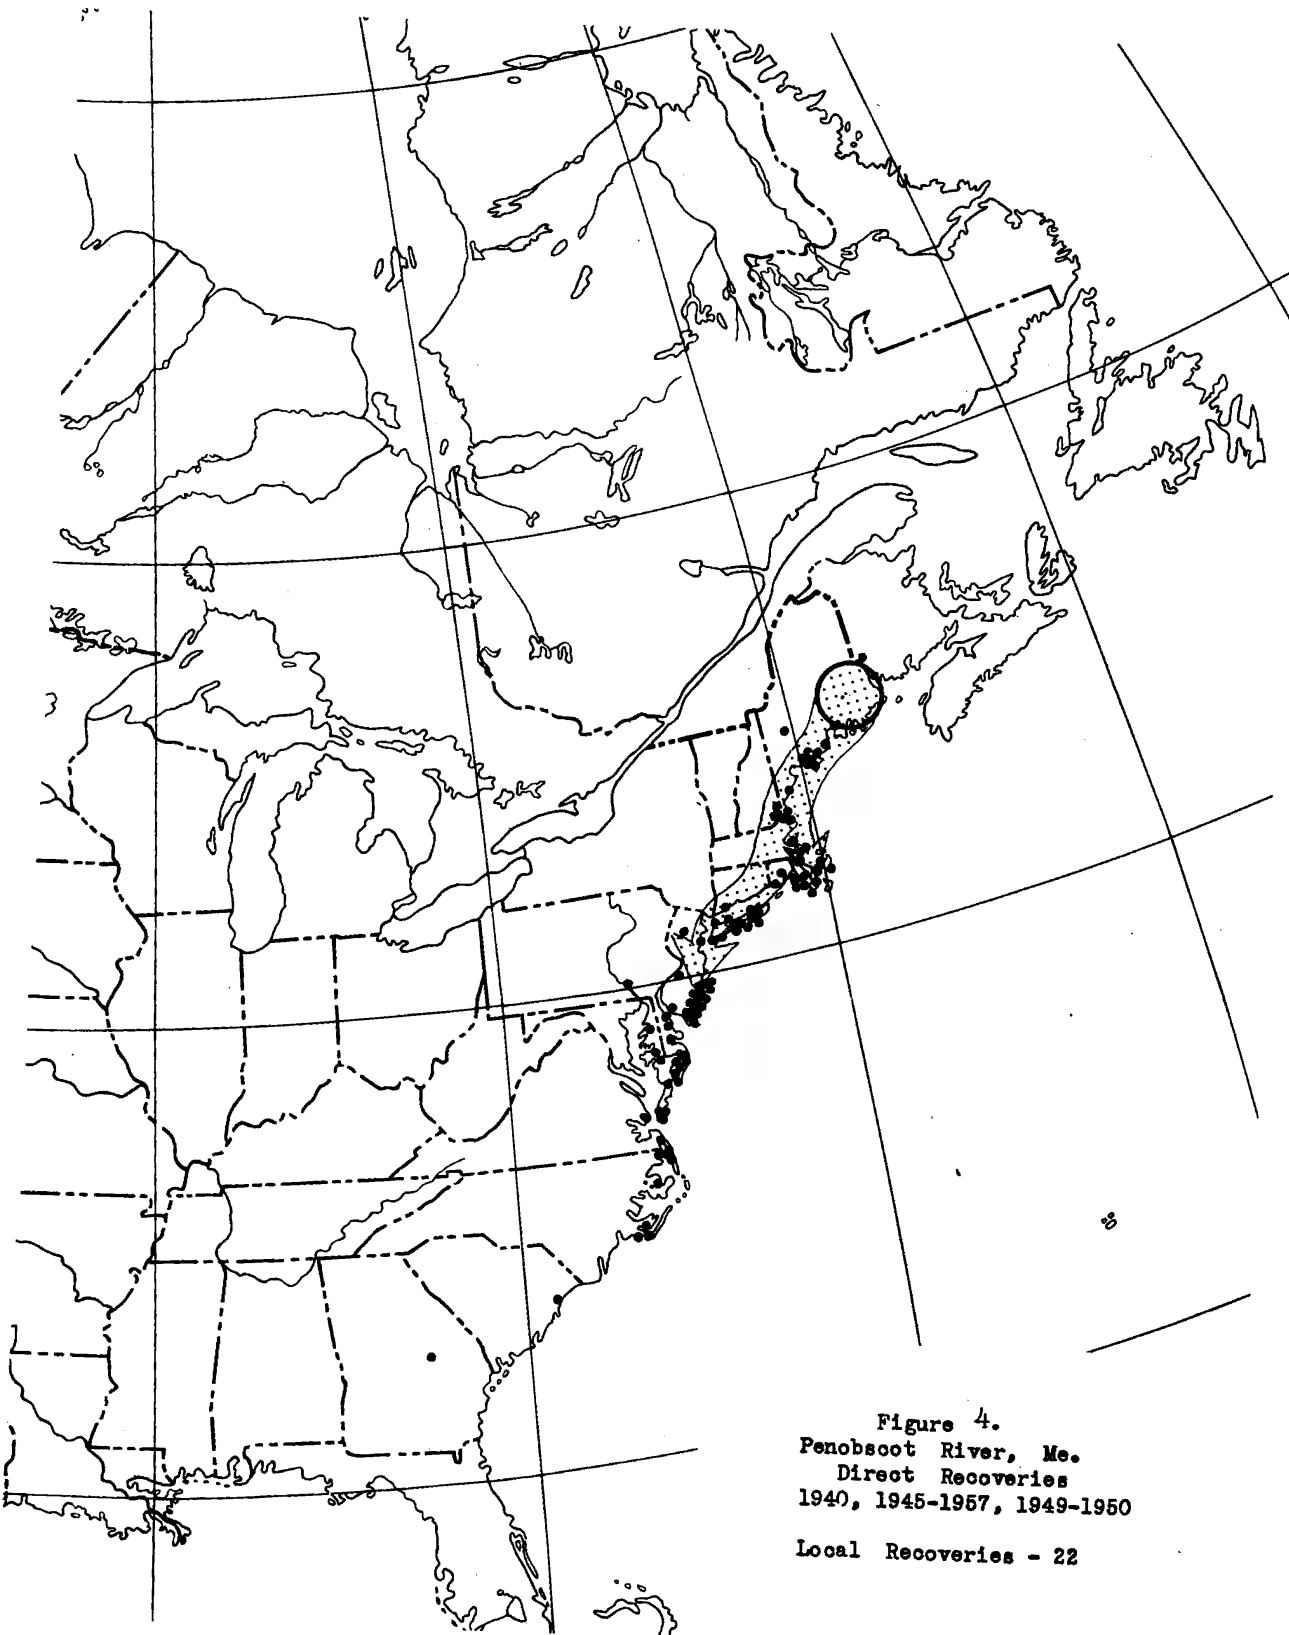 Figure 4.
Penobscot River, Me.
Direct Recoveries
1940, 1945-1957, 1949-1950
Local Recoveries - 22